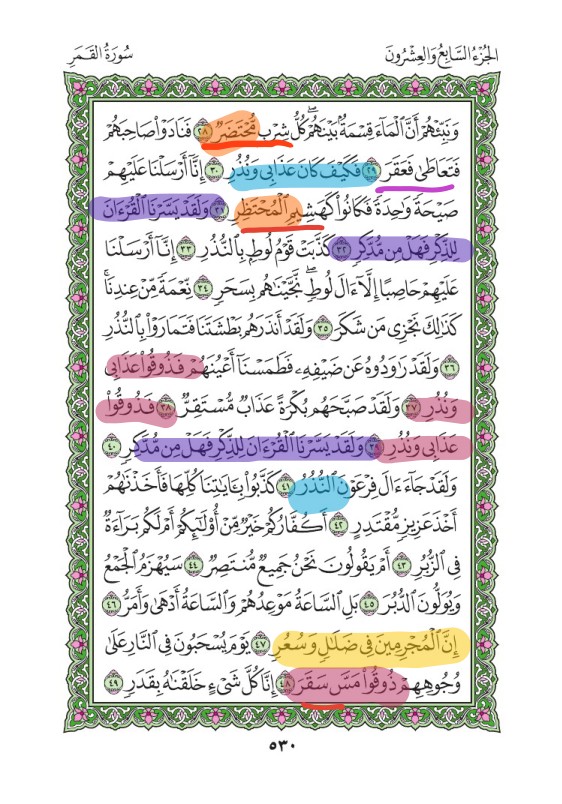 الجُزْءُ السَّابِعُ وَالعِشْرُونَ
سُورَةُ القَمَرِ
وَنَبِّئْهُمْ أَنَّ ٱلْمَآءَ قِسْمَةٌۢ بَيْنَهُمْ ۖ كُلُّ شِرْبٍ مُّحْتَضَرٌ ٢٨ فَنَادَوْا۟ صَاحِبَهُمْ
فَتَعَاطَىٰ فَعَقَرَ ٢٩ فَكَيْفَ كَانَ عَذَابِى وَنُذُرِ ٣٠ إِنَّآ أَرْسَلْنَا عَلَيْهِمْ
صَيْحَةً وَٰحِدَةً فَكَانُوا۟ كَهَشِيمِ ٱلْمُحْتَظِرِ ٣١ وَلَقَدْ يَسَّرْنَا ٱلْقُرْءَانَ
لِلذِّكْرِ فَهَلْ مِن مُّدَّكِرٍ ٣٢ كَذَّبَتْ قَوْمُ لُوطٍۭ بِٱلنُّذُرِ ٣٣ إِنَّآ أَرْسَلْنَا
عَلَيْهِمْ حَاصِبًا إِلَّآ ءَالَ لُوطٍ ۖ نَّجَّيْنَٰهُم بِسَحَرٍ ٣٤ نِّعْمَةً مِّنْ عِندِنَا ۚ
كَذَٰلِكَ نَجْزِى مَن شَكَرَ ٣٥ وَلَقَدْ أَنذَرَهُم بَطْشَتَنَا فَتَمَارَوْا۟ بِٱلنُّذُرِ
٣٦ وَلَقَدْ رَٰوَدُوهُ عَن ضَيْفِهِۦ فَطَمَسْنَآ أَعْيُنَهُمْ فَذُوقُوا۟ عَذَابِى
وَنُذُرِ ٣٧ وَلَقَدْ صَبَّحَهُم بُكْرَةً عَذَابٌ مُّسْتَقِرٌّ ٣٨ فَذُوقُوا۟
عَذَابِى وَنُذُرِ ٣٩ وَلَقَدْ يَسَّرْنَا ٱلْقُرْءَانَ لِلذِّكْرِ فَهَلْ مِن مُّدَّكِرٍ ٤٠
وَلَقَدْ جَآءَ ءَالَ فِرْعَوْنَ ٱلنُّذُرُ ٤١ كَذَّبُوا۟ بِـَٔايَٰتِنَا كُلِّهَا فَأَخَذْنَٰهُمْ
أَخْذَ عَزِيزٍ مُّقْتَدِرٍ ٤٢ أَكُفَّارُكُمْ خَيْرٌ مِّنْ أُو۟لَٰٓئِكُمْ أَمْ لَكُم بَرَآءَةٌ
فِى ٱلزُّبُرِ ٤٣ أَمْ يَقُولُونَ نَحْنُ جَمِيعٌ مُّنتَصِرٌ ٤٤ سَيُهْزَمُ ٱلْجَمْعُ
وَيُوَلُّونَ ٱلدُّبُرَ ٤٥ بَلِ ٱلسَّاعَةُ مَوْعِدُهُمْ وَٱلسَّاعَةُ أَدْهَىٰ وَأَمَرُّ ٤٦
إِنَّ ٱلْمُجْرِمِينَ فِى ضَلَٰلٍ وَسُعُرٍ ٤٧ يَوْمَ يُسْحَبُونَ فِى ٱلنَّارِ عَلَىٰ
وُجُوهِهِمْ ذُوقُوا۟ مَسَّ سَقَرَ ٤٨ إِنَّا كُلَّ شَىْءٍ خَلَقْنَٰهُ بِقَدَرٍ ٤٩
٥٣٠